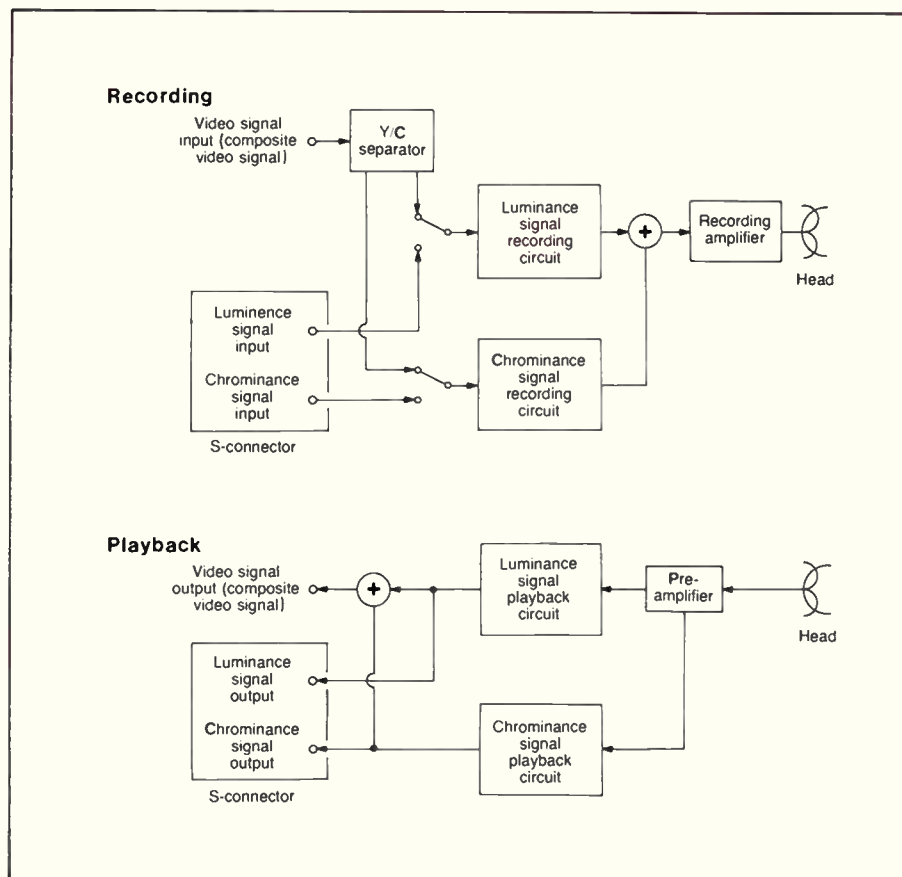 Recording
Video signal
input (composite
video signal)
Y/C
separator
Luminance
signal
recording
circuit
+
Recording
amplifier
Head
Luminence
signal
input
Chrominance
signal
input
S-connector
Chrominance
signal
recording
circuit
Playback
Video signal
output (composite
video signal)
+
Luminance
signal
playback
circuit
Pre-
amplifier
Head
Luminance
signal
output
Chrominance
signal
output
S-connector
Chrominance
signal
playback
circuit